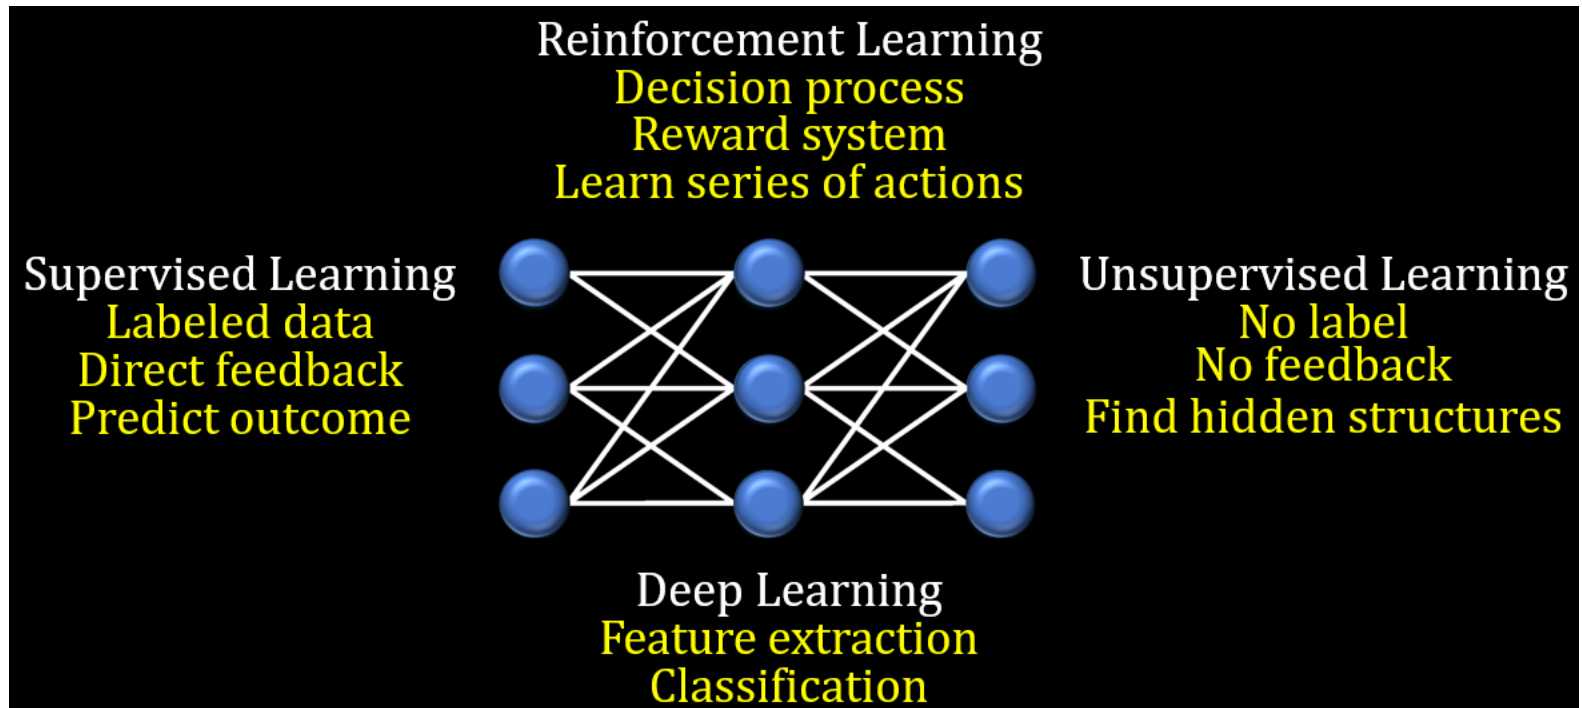 Reinforcement Learning
Decision process
Reward system
Learn series of actions
Supervised Learning
Labeled data
Direct feedback
Predict outcome
Unsupervised Learning
No label
No feedback
Find hidden structures
Deep Learning
Feature extraction
Classification